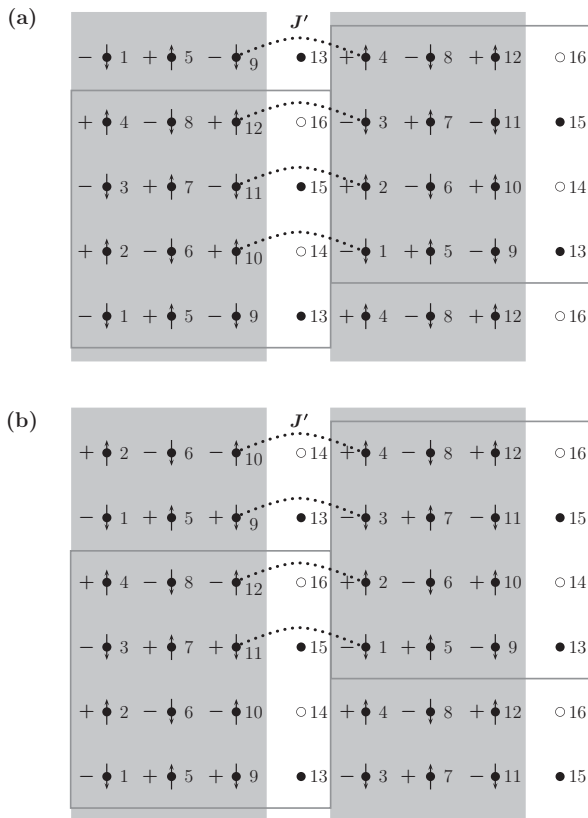 (a) J′
− 1 + 5 − 9 13 + 4 − 8 + 12 16
+ 4 − 8 + 12 16 − 3 + 7 − 11 15
− 3 + 7 − 11 15 + 2 − 6 + 10 14
+ 2 − 6 + 10 14 − 1 + 5 − 9 13
− 1 + 5 − 9 13 + 4 − 8 + 12 16
(b) J′
+ 2 − 6 − 10 14 + 4 − 8 + 12 16
− 1 + 5 + 9 13 − 3 + 7 − 11 15
+ 4 − 8 − 12 16 + 2 − 6 + 10 14
− 3 + 7 + 11 15 − 1 + 5 − 9 13
+ 2 − 6 − 10 14 + 4 − 8 + 12 16
− 1 + 5 + 9 13 − 3 + 7 − 11 15